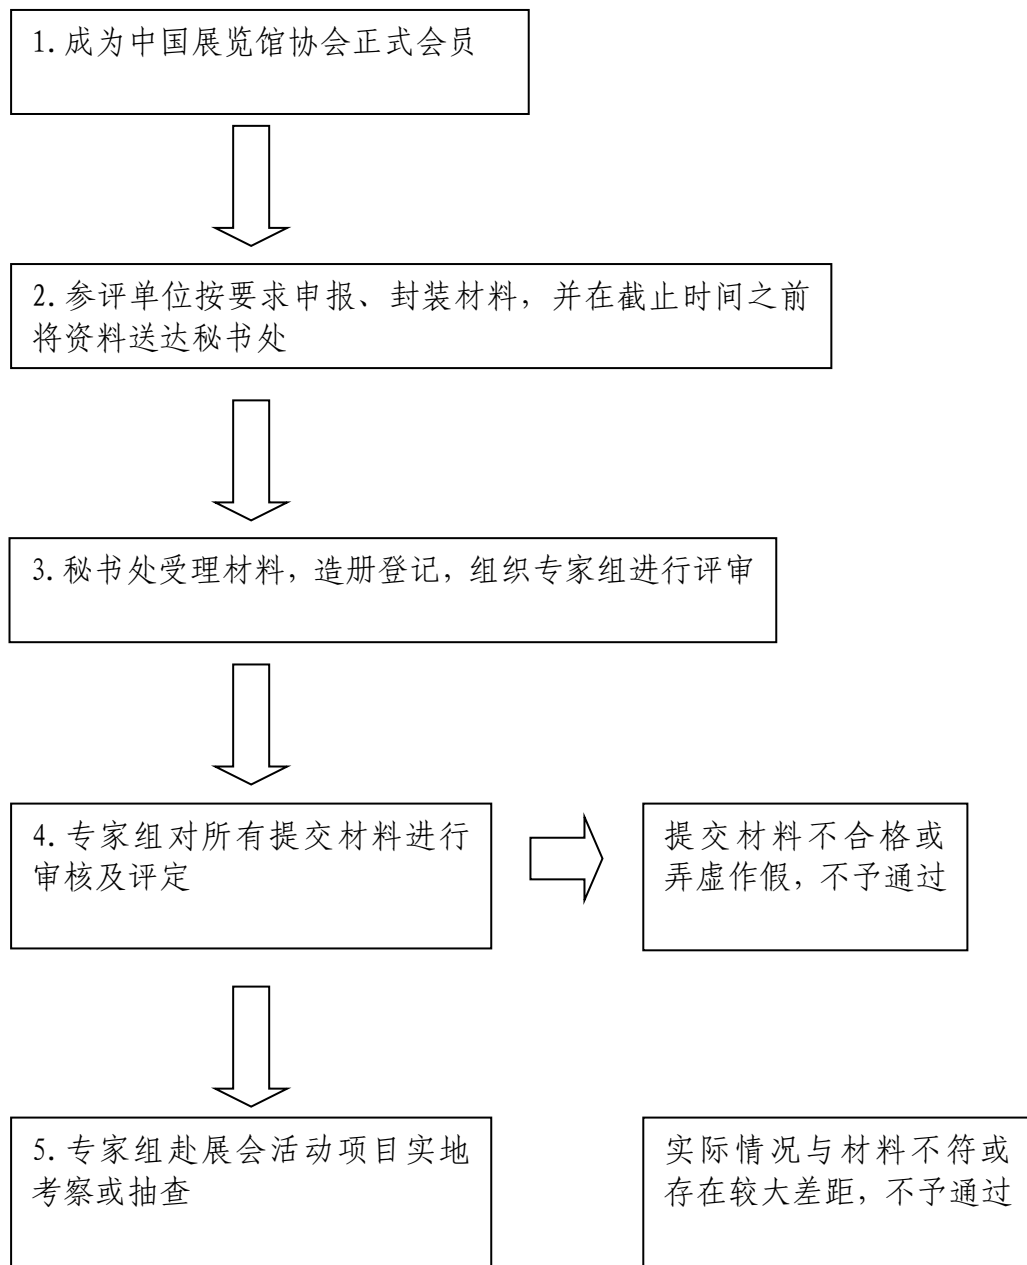 1.成为中国展览馆协会正式会员
2.参评单位按要求申报、封装材料，并在截止时间之前
将资料送达秘书处
3.秘书处受理材料，造册登记，组织专家组进行评审
4.专家组对所有提交材料进行
审核及评定
提交材料不合格或
弄虚作假，不予通过
5.专家组赴展会活动项目实地
考察或抽查
实际情况与材料不符或
存在较大差距，不予通过